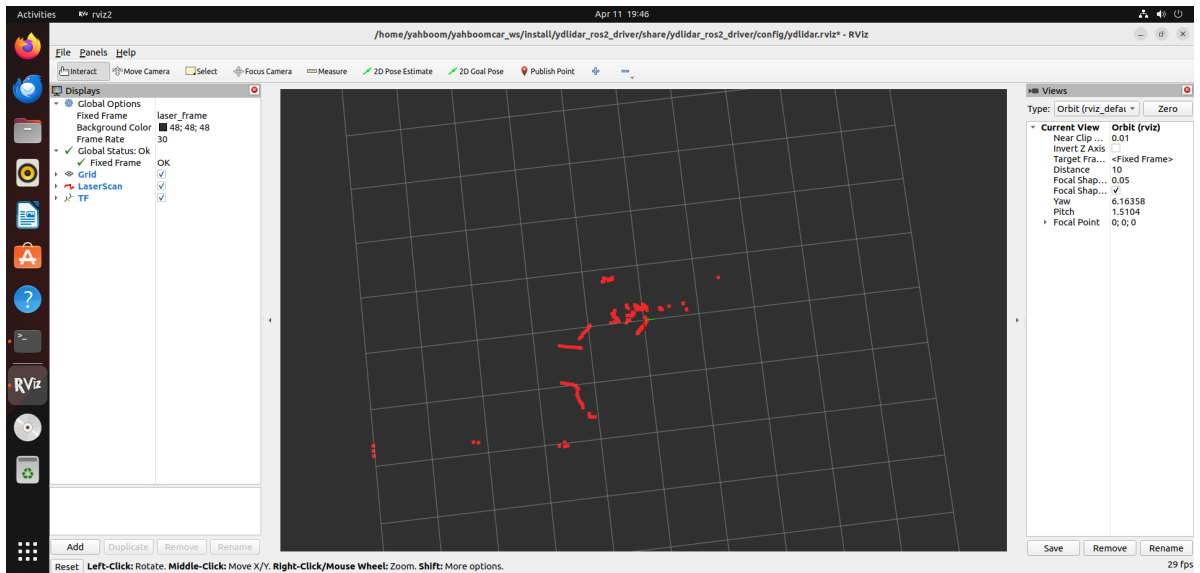 Activities RViz rviz2 Apr 11 19:46
/home/yahboom/yahboomcar_ws/install/ydlidar_ros2_driver/share/ydlidar_ros2_driver/config/ydlidar.rviz* - RViz
File Panels Help
Interact Move Camera Select Focus Camera Measure 2D Pose Estimate 2D Goal Pose Publish Point
Displays
Global Options
Fixed Frame laser_frame
Background Color 48; 48; 48
Frame Rate 30
Global Status: Ok
Fixed Frame OK
Grid
LaserScan
TF
Add Duplicate Remove Rename
Reset Left-Click: Rotate. Middle-Click: Move X/Y. Right-Click/Mouse Wheel: Zoom. Shift: More options.
RViz
Views
Type: Orbit (rviz_defau Zero
Current View Orbit (rviz)
Near Clip ... 0.01
Invert Z Axis
Target Fra... <Fixed Frame>
Distance 10
Focal Shap... 0.05
Focal Shap...
Yaw 6.16358
Pitch 1.5104
Focal Point 0; 0; 0
Save Remove Rename
29 fps